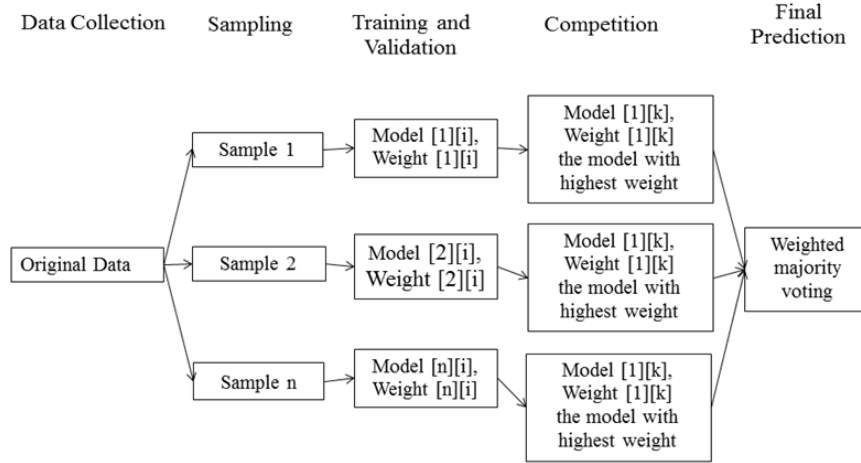 Data Collection
Sampling
Training and
Validation
Competition
Final
Prediction
Original Data
Sample 1
Model [1][i],
Weight [1][i]
Model [1][k],
Weight [1][k]
the model with
highest weight
Sample 2
Model [2][i],
Weight [2][i]
Model [1][k],
Weight [1][k]
the model with
highest weight
Sample n
Model [n][i],
Weight [n][i]
Model [1][k],
Weight [1][k]
the model with
highest weight
Weighted
majority
voting